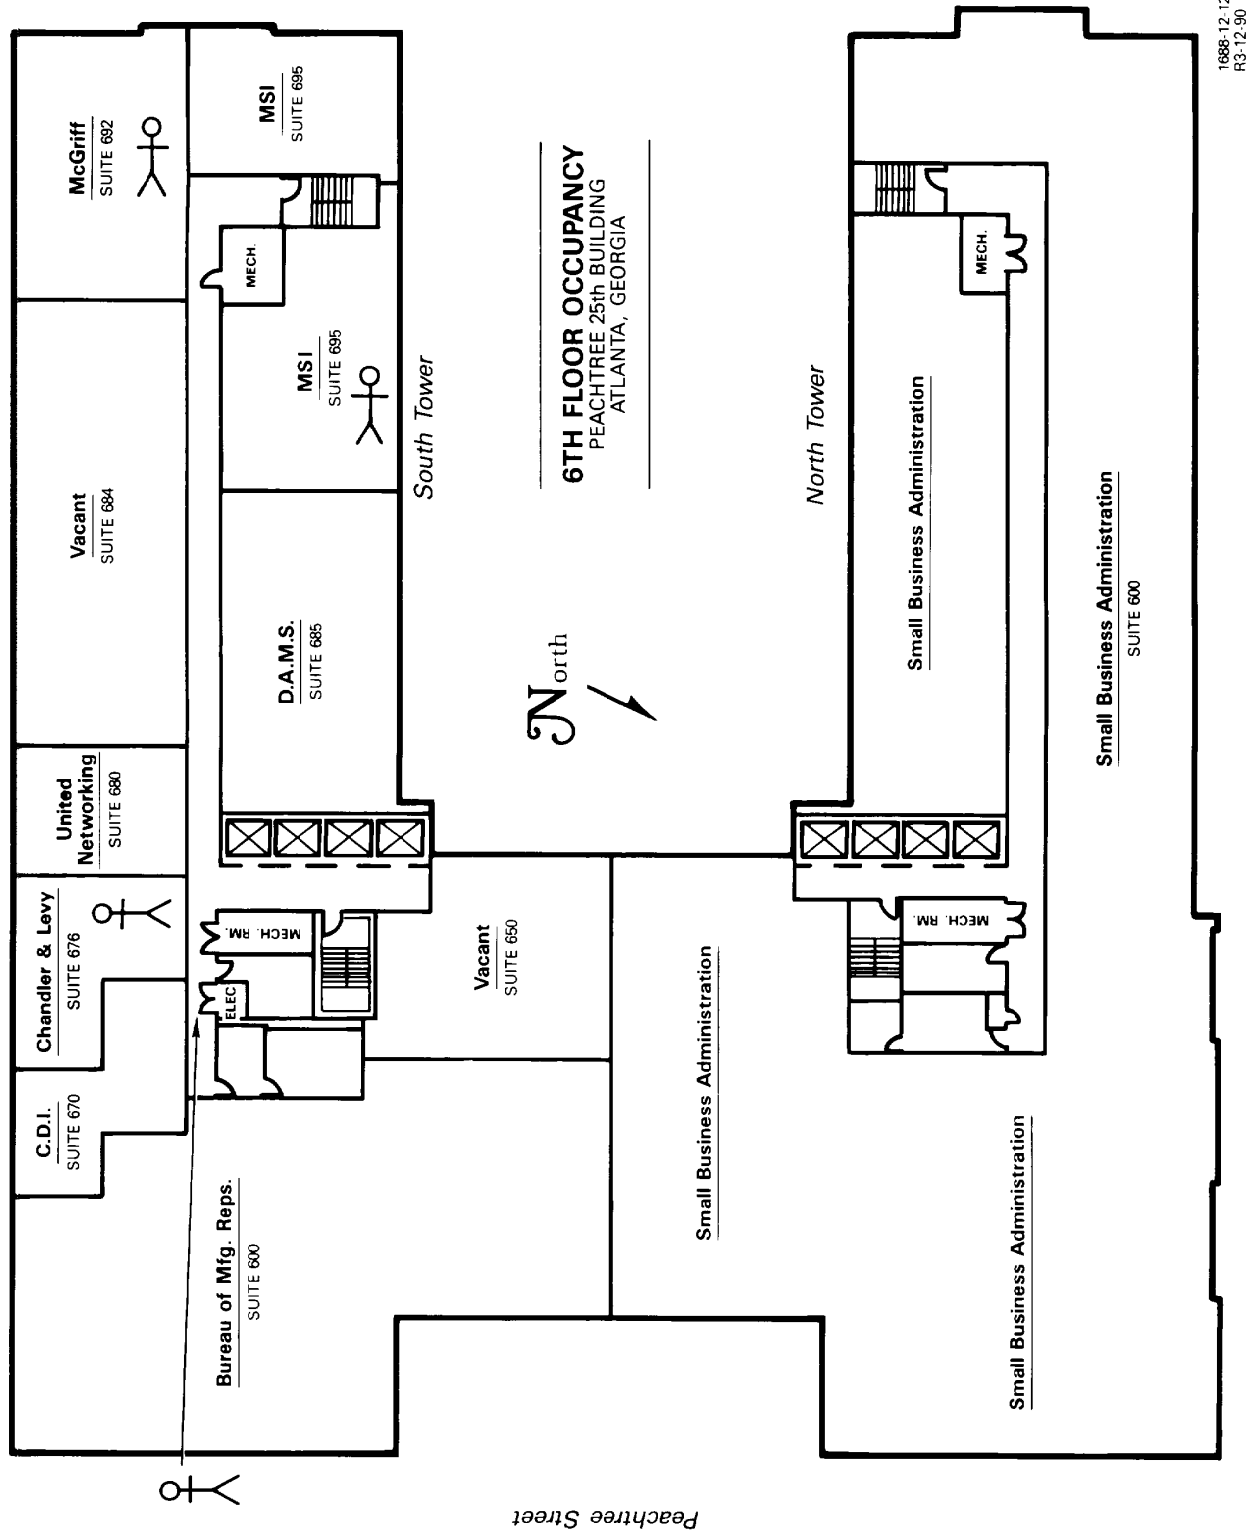 1688-12-12
R3-12-90
McGriff
SUITE 692
MSI
SUITE 695
MECH.
MSI
SUITE 695
Vacant
SUITE 684
D.A.M.S.
SUITE 685
United
Networking
SUITE 680
Chandler & Levy
SUITE 676
C.D.I.
SUITE 670
MECH. RM.
ELEC
Vacant
SUITE 650
Bureau of Mfg. Reps.
SUITE 600
South Tower
6TH FLOOR OCCUPANCY
PEACHTREE 25th BUILDING
ATLANTA, GEORGIA
North
North Tower
MECH.
Small Business Administration
Small Business Administration
SUITE 600
MECH. RM.
Small Business Administration
Small Business Administration
Peachtree Street